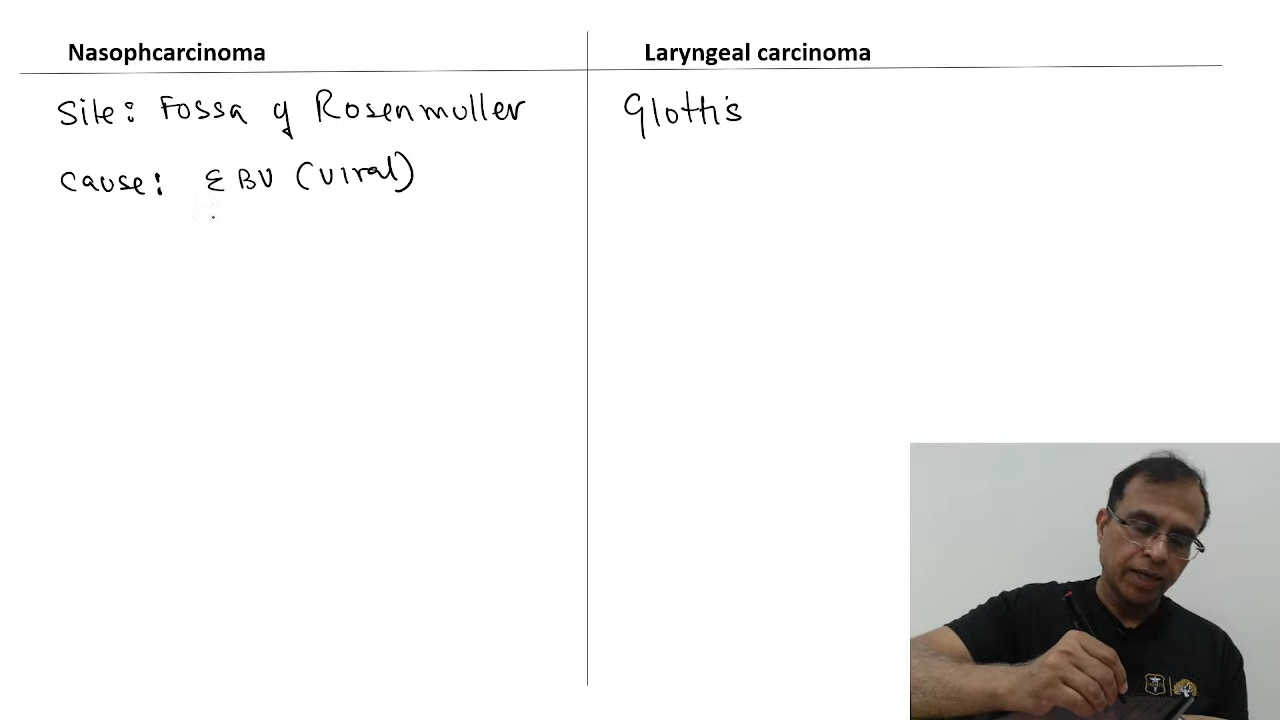 Nasophcarcinoma
Laryngeal carcinoma
Site: Fossa of Rosenmuller
Glottis
Cause: EBV (viral)